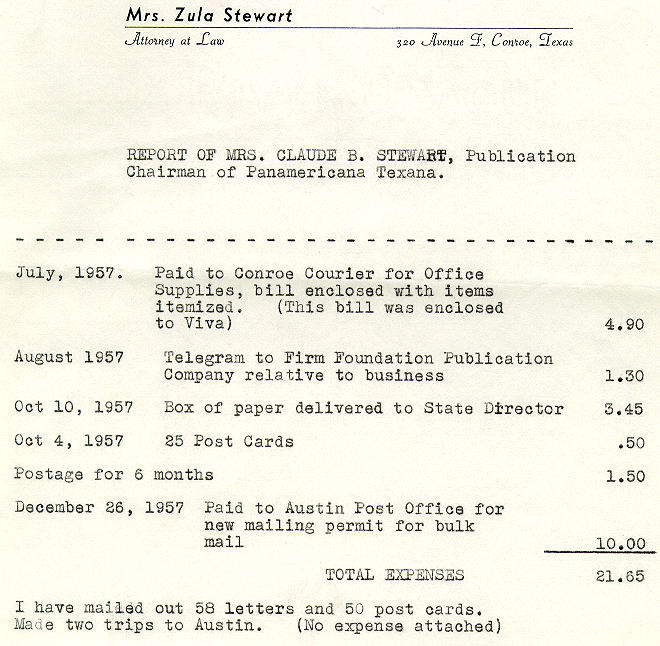 Mrs. Zula Stewart
Attorney at Law 320 Avenue F, Conroe, Texas
REPORT OF MRS. CLAUDE B. STEWART, Publication
Chairman of Panamericana Texana.
- - - - - - - - - - - - - - - - - - - - - - - - - - - - - - - - - - -
July, 1957. Paid to Conroe Courier for Office
Supplies, bill enclosed with items
itemized. (This bill was enclosed
to Viva) 4.90
August 1957 Telegram to Firm Foundation Publication
Company relative to business 1.30
Oct 10, 1957 Box of paper delivered to State Director 3.45
Oct 4, 1957 25 Post Cards .50
Postage for 6 months 1.50
December 26, 1957 Paid to Austin Post Office for
new mailing permit for bulk
mail 10.00
TOTAL EXPENSES 21.65
I have mailed out 58 letters and 50 post cards.
Made two trips to Austin. (No expense attached)